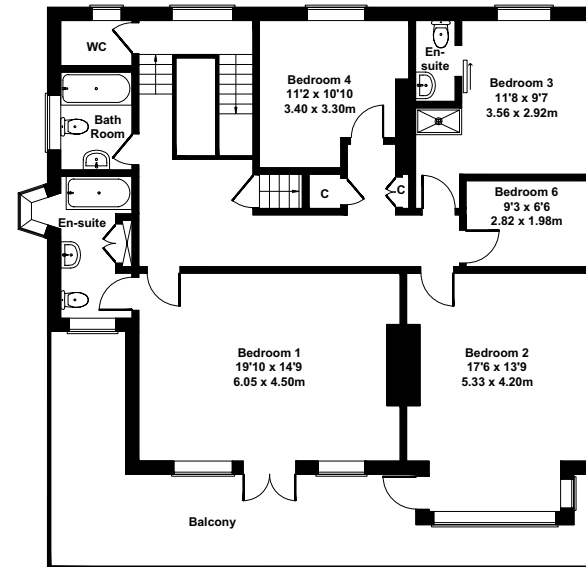 WC
Bath
Room
En-suite
Bedroom 4
11'2 x 10'10
3.40 x 3.30m
En-
suite
Bedroom 3
11'8 x 9'7
3.56 x 2.92m
C
C
Bedroom 6
9'3 x 6'6
2.82 x 1.98m
Bedroom 1
19'10 x 14'9
6.05 x 4.50m
Bedroom 2
17'6 x 13'9
5.33 x 4.20m
Balcony